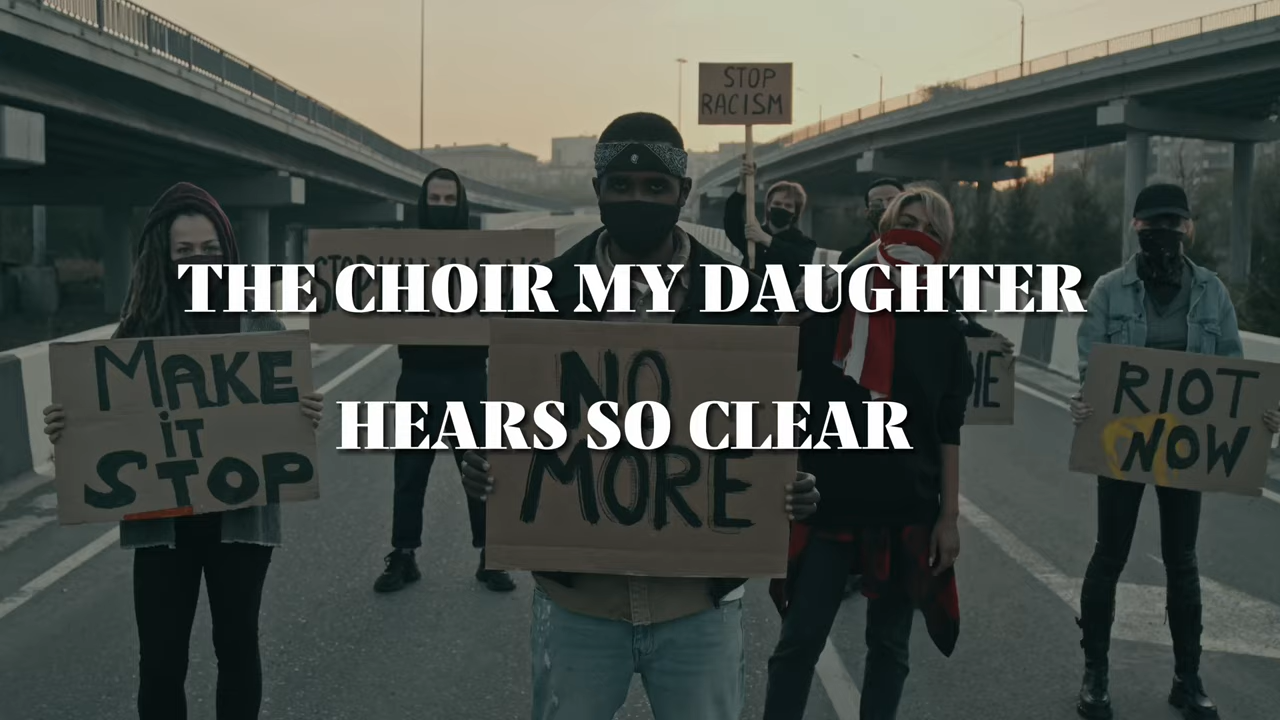 STOP
RACISM
THE CHOIR MY DAUGHTER
HEARS SO CLEAR
MAKE
iT
STOP
NO
MORE
RIOT
NOW